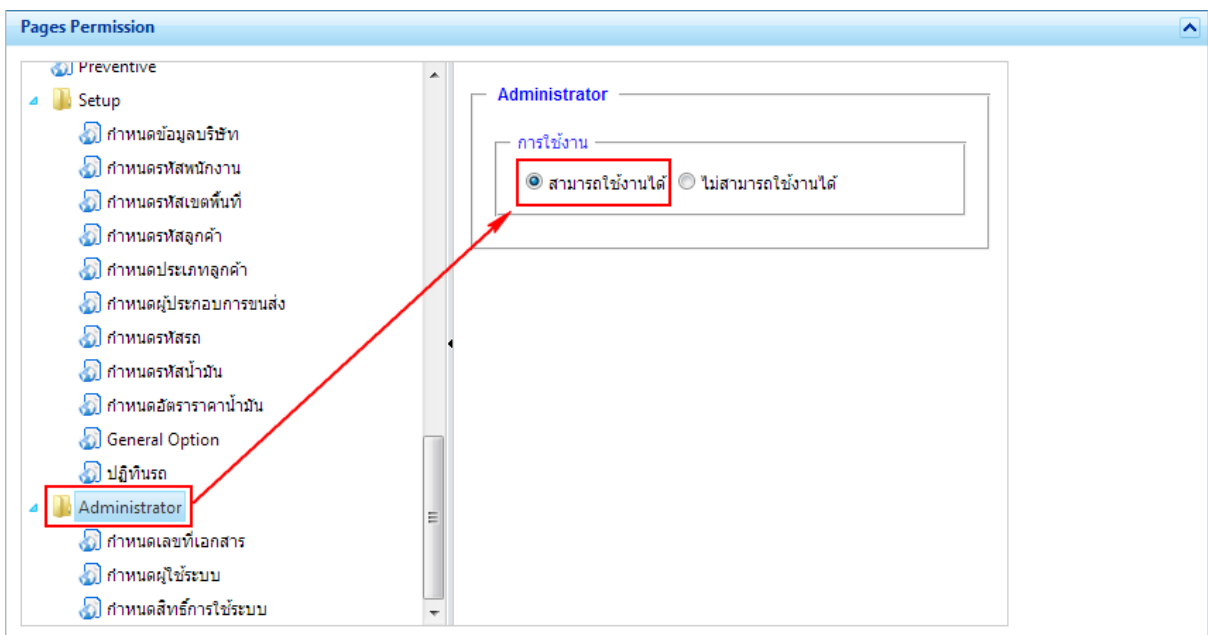 Pages Permission
Preventive
Setup
กำหนดข้อมูลบริษัท
กำหนดรหัสพนักงาน
กำหนดรหัสเขตพื้นที่
กำหนดรหัสลูกค้า
กำหนดประเภทลูกค้า
กำหนดผู้ประกอบการขนส่ง
กำหนดรหัสรถ
กำหนดรหัสน้ำมัน
กำหนดอัตราราคาน้ำมัน
General Option
ปฏิทินรถ
Administrator
กำหนดเลขที่เอกสาร
กำหนดผู้ใช้ระบบ
กำหนดสิทธิ์การใช้ระบบ
Administrator
การใช้งาน
สามารถใช้งานได้ ไม่สามารถใช้งานได้